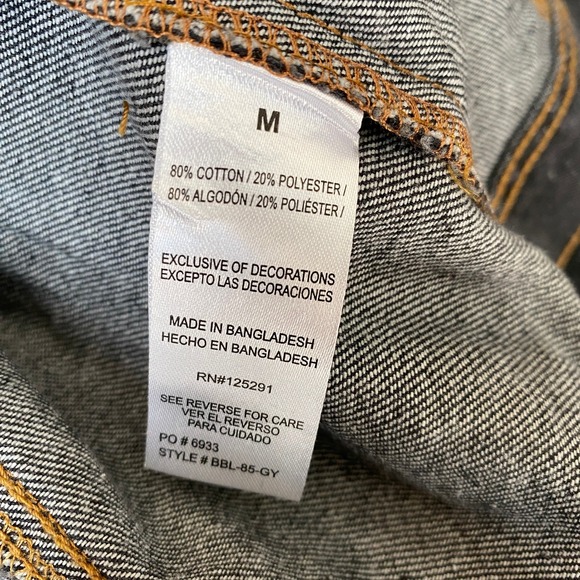 M
80% COTTON / 20% POLYESTER /
80% ALGODÓN / 20% POLIÉSTER /
EXCLUSIVE OF DECORATIONS
EXCEPTO LAS DECORACIONES
MADE IN BANGLADESH
HECHO EN BANGLADESH
RN#125291
SEE REVERSE FOR CARE
VER EL REVERSO
PARA CUIDADO
PO # 6933
STYLE # BBL-85-GY